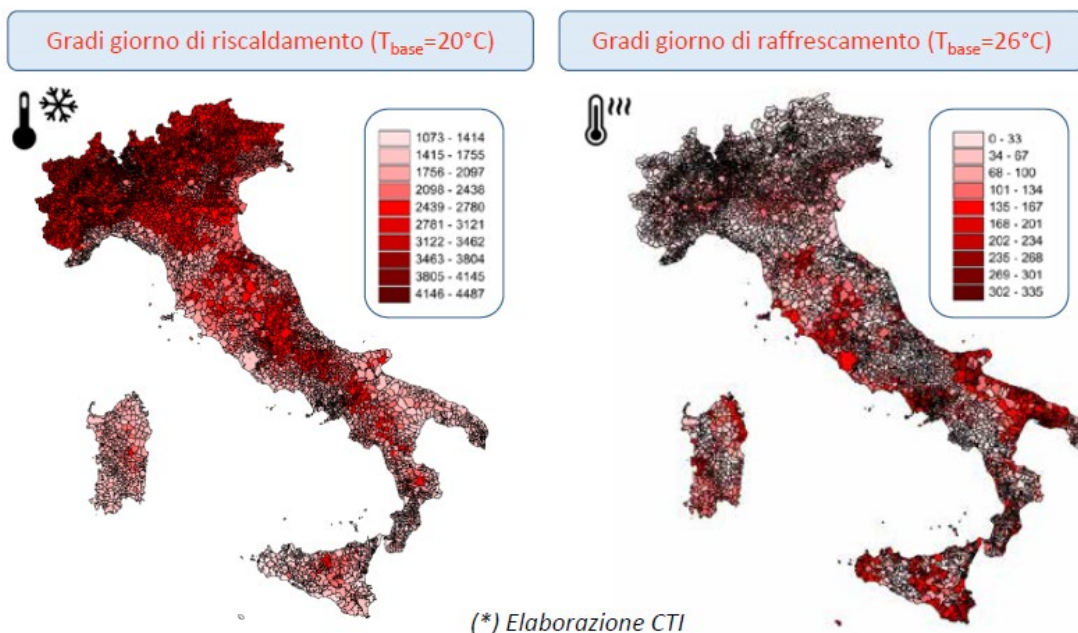 Gradi giorno di riscaldamento (Tbase=20°C)
Gradi giorno di raffrescamento (Tbase=26°C)
1073 - 1414
1415 - 1755
1756 - 2097
2098 - 2438
2439 - 2780
2781 - 3121
3122 - 3462
3463 - 3804
3805 - 4145
4146 - 4487
0 - 33
34 - 67
68 - 100
101 - 134
135 - 167
168 - 201
202 - 234
235 - 268
269 - 301
302 - 335
(*) Elaborazione CTI